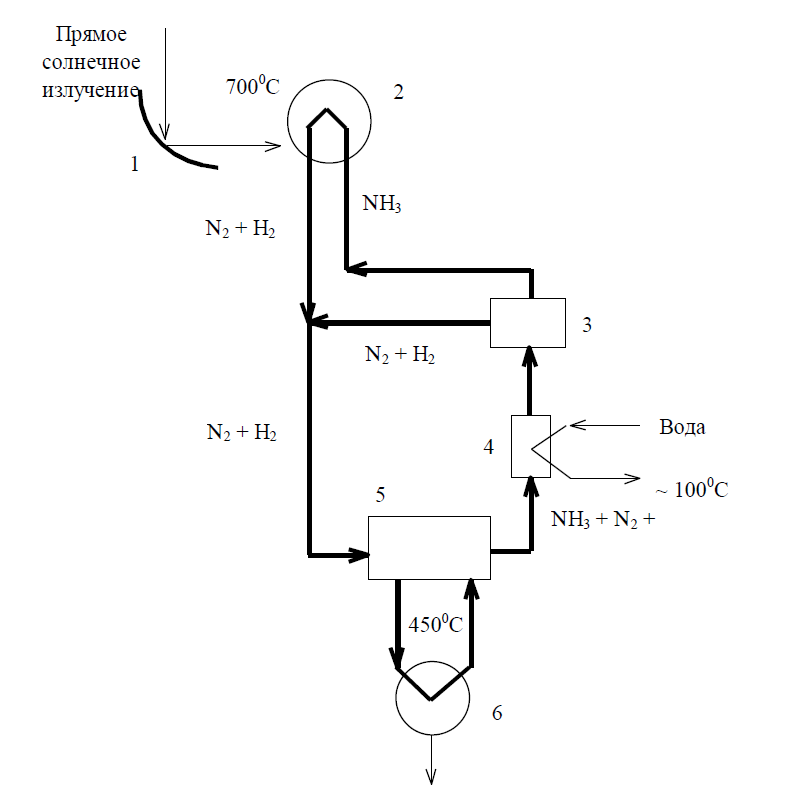 Прямое
солнечное
излучение
700⁰C
2
1
NH₃
N₂ + H₂
3
N₂ + H₂
N₂ + H₂
4
Вода
~ 100⁰C
5
NH₃ + N₂ +
450⁰C
6